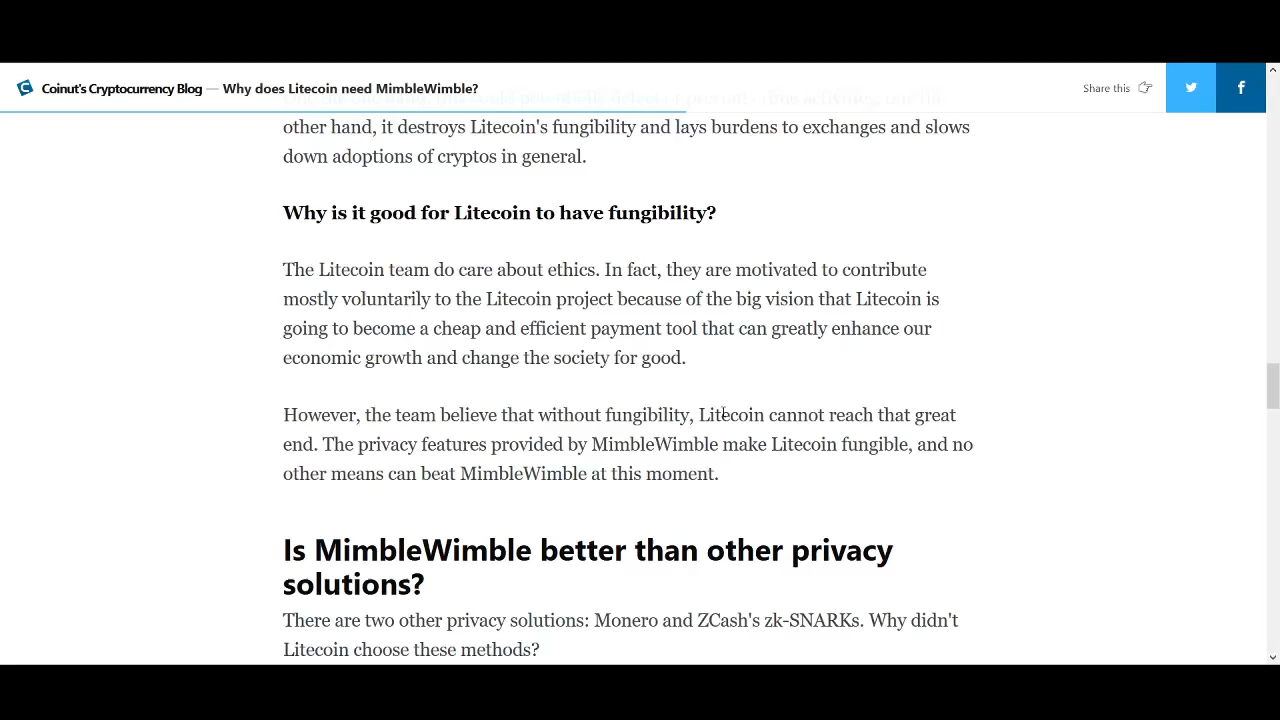 Coinut's Cryptocurrency Blog — Why does Litecoin need MimbleWimble?
Share this
other hand, it destroys Litecoin's fungibility and lays burdens to exchanges and slows
down adoptions of cryptos in general.
Why is it good for Litecoin to have fungibility?
The Litecoin team do care about ethics. In fact, they are motivated to contribute
mostly voluntarily to the Litecoin project because of the big vision that Litecoin is
going to become a cheap and efficient payment tool that can greatly enhance our
economic growth and change the society for good.
However, the team believe that without fungibility, Litecoin cannot reach that great
end. The privacy features provided by MimbleWimble make Litecoin fungible, and no
other means can beat MimbleWimble at this moment.
Is MimbleWimble better than other privacy
solutions?
There are two other privacy solutions: Monero and ZCash's zk-SNARKs. Why didn't
Litecoin choose these methods?